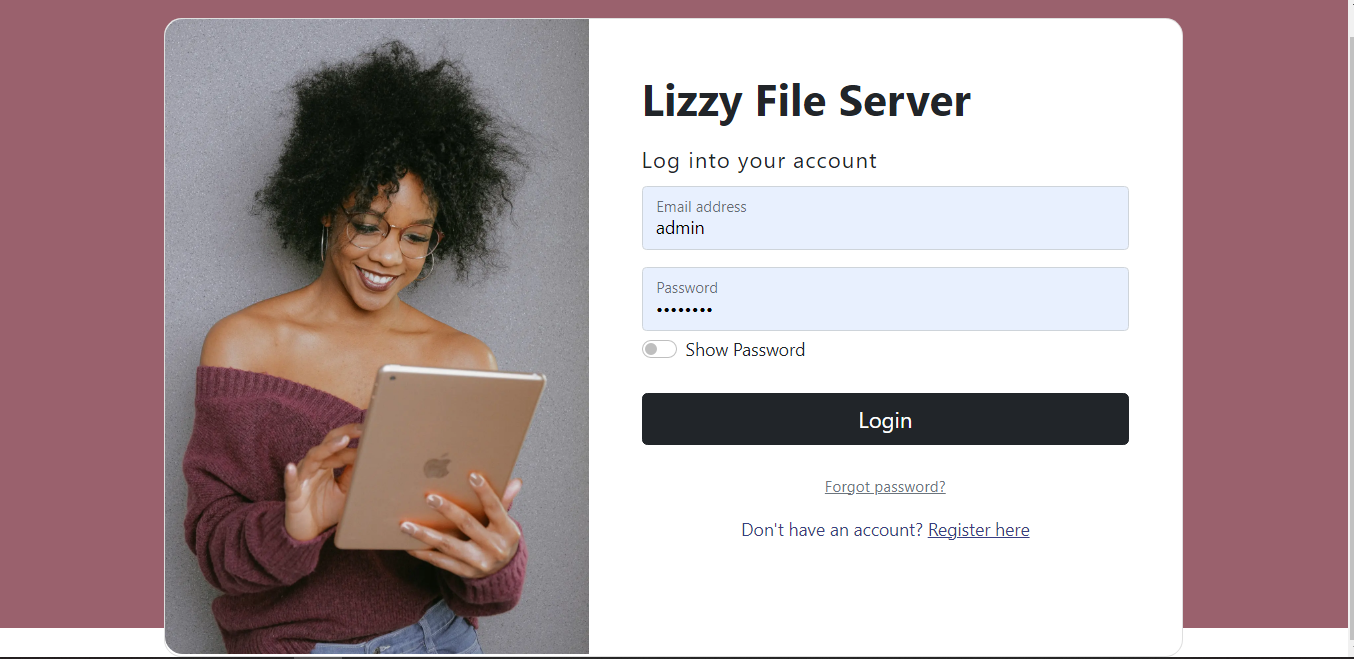 Lizzy File Server
Log into your account
Email address
admin
Password
••••••••
Show Password
Login
Forgot password?
Don't have an account? Register here